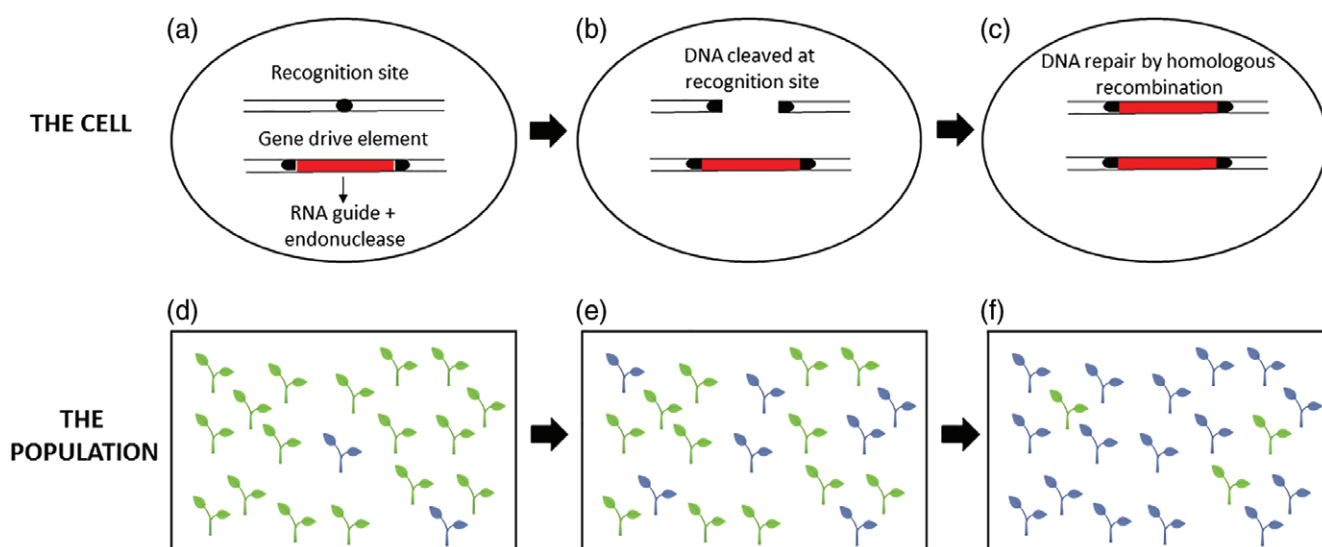 (a)
(b)
(c)
THE CELL
Recognition site
Gene drive element
RNA guide +
endonuclease
DNA cleaved at
recognition site
DNA repair by homologous
recombination
(d)
(e)
(f)
THE
POPULATION